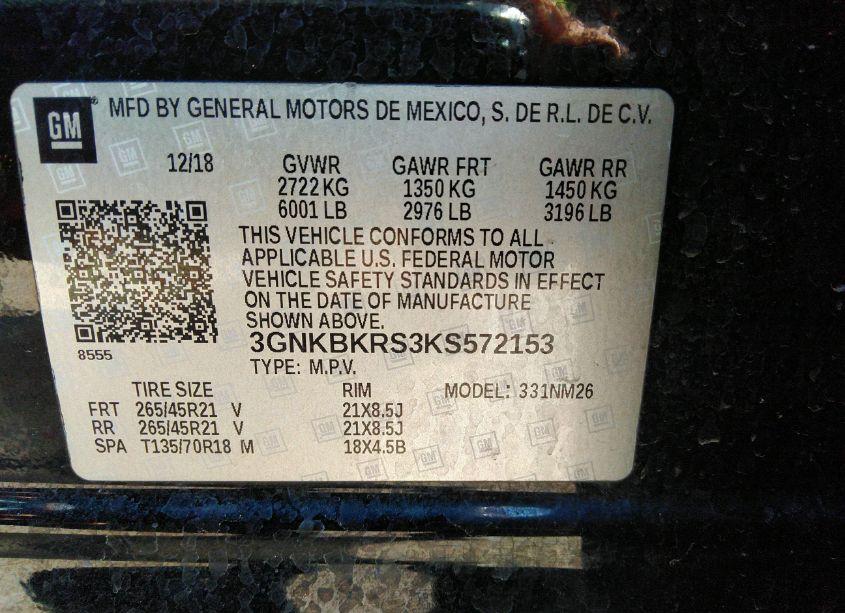 GM® MFD BY GENERAL MOTORS DE MEXICO, S. DE R.L. DE C.V.
12/18 GVWR GAWR FRT GAWR RR
2722 KG 1350 KG 1450 KG
6001 LB 2976 LB 3196 LB
THIS VEHICLE CONFORMS TO ALL
APPLICABLE U.S. FEDERAL MOTOR
VEHICLE SAFETY STANDARDS IN EFFECT
ON THE DATE OF MANUFACTURE
SHOWN ABOVE.
8555
3GNKBKRS3KS572153
TYPE: M.P.V.
TIRE SIZE RIM MODEL: 331NM26
FRT 265/45R21 V 21X8.5J
RR 265/45R21 V 21X8.5J
SPA T135/70R18 M 18X4.5B